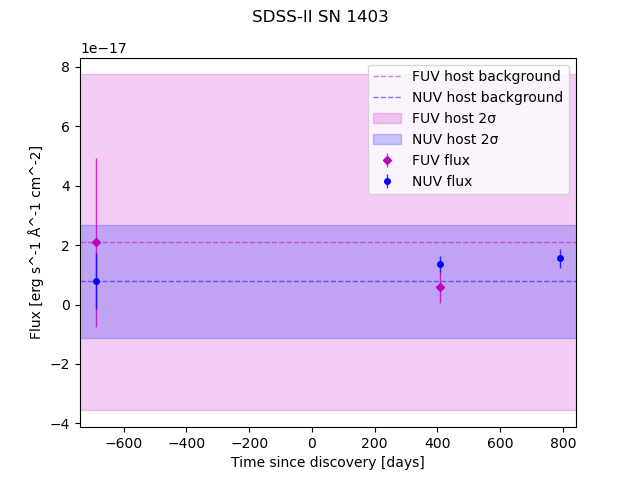 SDSS-II SN 1403
1e−17
8
6
4
2
0
−2
−4
Flux [erg s^-1 Å^-1 cm^-2]
FUV host background
NUV host background
FUV host 2σ
NUV host 2σ
FUV flux
NUV flux
−600 −400 −200 0 200 400 600 800
Time since discovery [days]